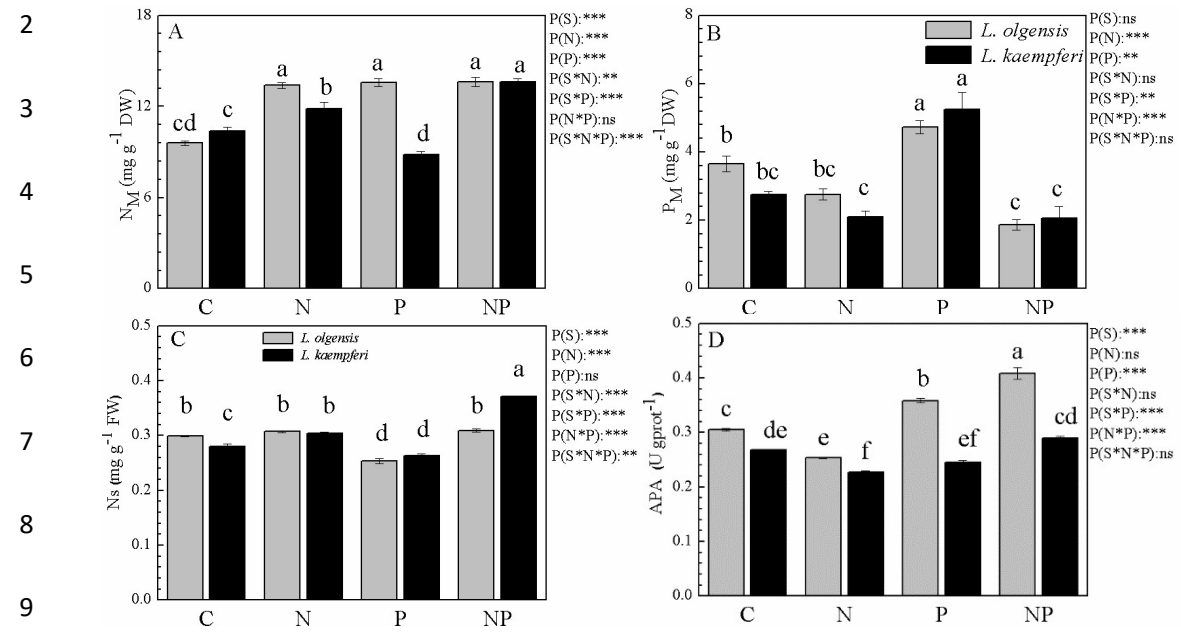 2
3
4
5
6
7
8
9
A
18
12
6
0
N_M (mg g^-1 DW)
cd c a b a d a a
C N P NP
P(S):***
P(N):***
P(P):***
P(S*N):**
P(S*P):***
P(N*P):ns
P(S*N*P):***
B
8
6
4
2
0
P_M (mg g^-1 DW)
L. olgensis
L. kaempferi
b bc bc c a a c c
C N P NP
P(S):ns
P(N):***
P(P):**
P(S*N):ns
P(S*P):**
P(N*P):***
P(S*N*P):ns
C
0.5
0.4
0.3
0.2
0.1
0.0
Ns (mg g^-1 FW)
L. olgensis
L. kaempferi
b c b b d d b a
C N P NP
P(S):***
P(N):***
P(P):ns
P(S*N):***
P(S*P):***
P(N*P):***
P(S*N*P):**
D
0.5
0.4
0.3
0.2
0.1
0.0
APA (U gprot^-1)
c de e f b ef a cd
C N P NP
P(S):***
P(N):ns
P(P):***
P(S*N):ns
P(S*P):***
P(N*P):***
P(S*N*P):ns